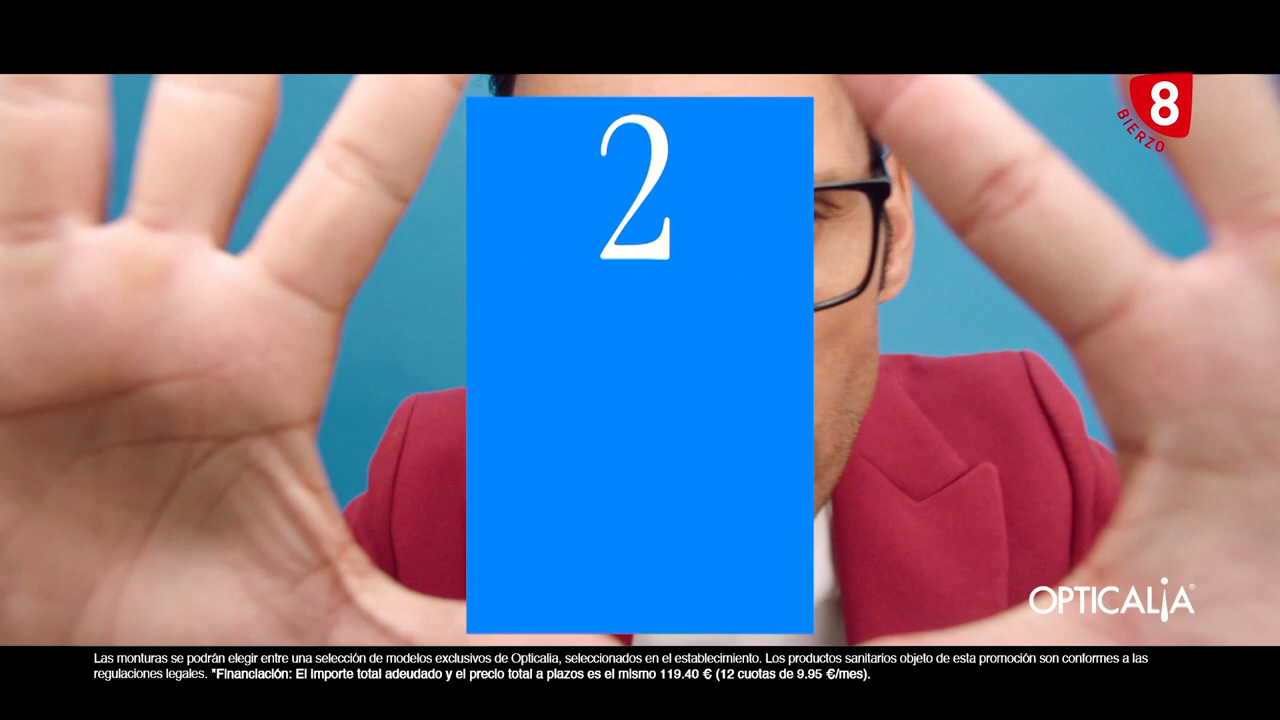 8
BIERZO
2
OPTICALIA®
Las monturas se podrán elegir entre una selección de modelos exclusivos de Opticalia, seleccionados en el establecimiento. Los productos sanitarios objeto de esta promoción son conformes a las
regulaciones legales. *Financiación: El importe total adeudado y el precio total a plazos es el mismo 119.40 € (12 cuotas de 9.95 €/mes).